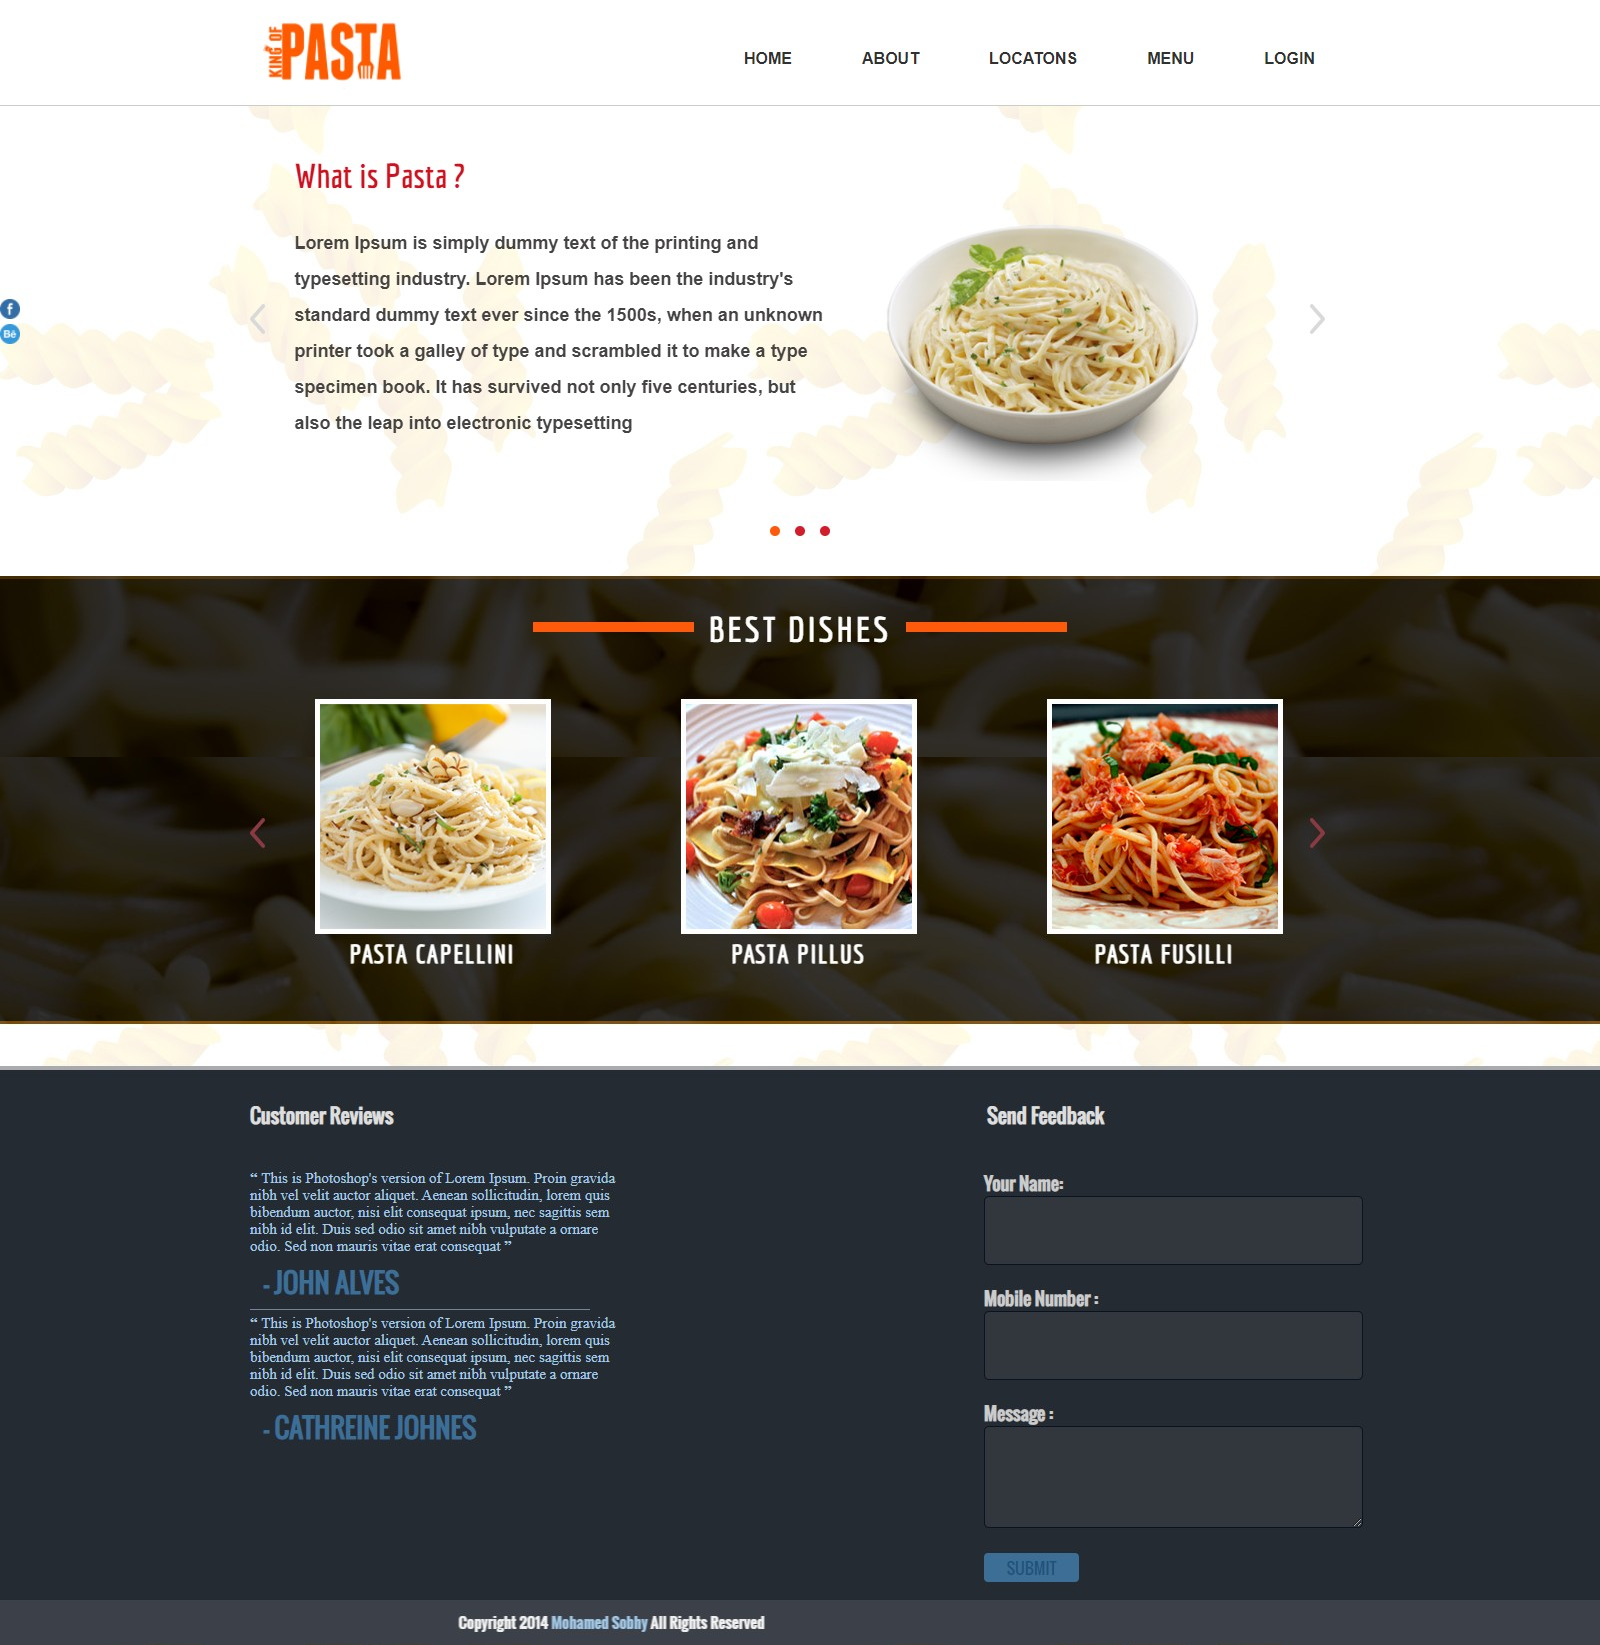 KING OF PASTA
HOME ABOUT LOCATONS MENU LOGIN
What is Pasta ?
Lorem Ipsum is simply dummy text of the printing and
typesetting industry. Lorem Ipsum has been the industry's
standard dummy text ever since the 1500s, when an unknown
printer took a galley of type and scrambled it to make a type
specimen book. It has survived not only five centuries, but
also the leap into electronic typesetting
f
Bē
BEST DISHES
PASTA CAPELLINI
PASTA PILLUS
PASTA FUSILLI
Customer Reviews
“ This is Photoshop's version of Lorem Ipsum. Proin gravida
nibh vel velit auctor aliquet. Aenean sollicitudin, lorem quis
bibendum auctor, nisi elit consequat ipsum, nec sagittis sem
nibh id elit. Duis sed odio sit amet nibh vulputate a ornare
odio. Sed non mauris vitae erat consequat ”
- JOHN ALVES
“ This is Photoshop's version of Lorem Ipsum. Proin gravida
nibh vel velit auctor aliquet. Aenean sollicitudin, lorem quis
bibendum auctor, nisi elit consequat ipsum, nec sagittis sem
nibh id elit. Duis sed odio sit amet nibh vulputate a ornare
odio. Sed non mauris vitae erat consequat ”
- CATHREINE JOHNES
Send Feedback
Your Name:
Mobile Number :
Message :
SUBMIT
Copyright 2014 Mohamed Sobhy All Rights Reserved